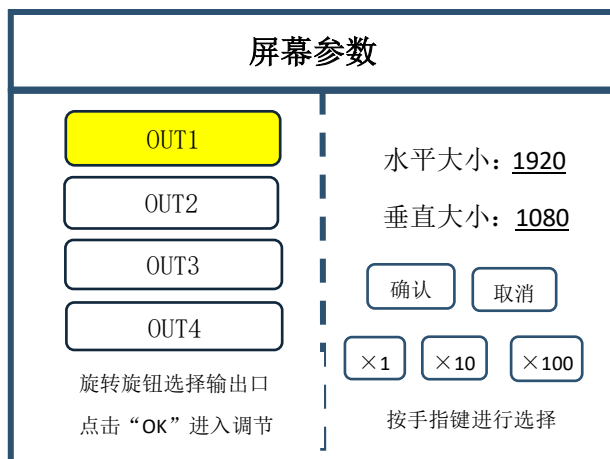 屏幕参数
OUT1
OUT2
OUT3
OUT4
旋转旋钮选择输出口
点击“OK”进入调节
水平大小：1920
垂直大小：1080
确认 取消
×1 ×10 ×100
按手指键进行选择